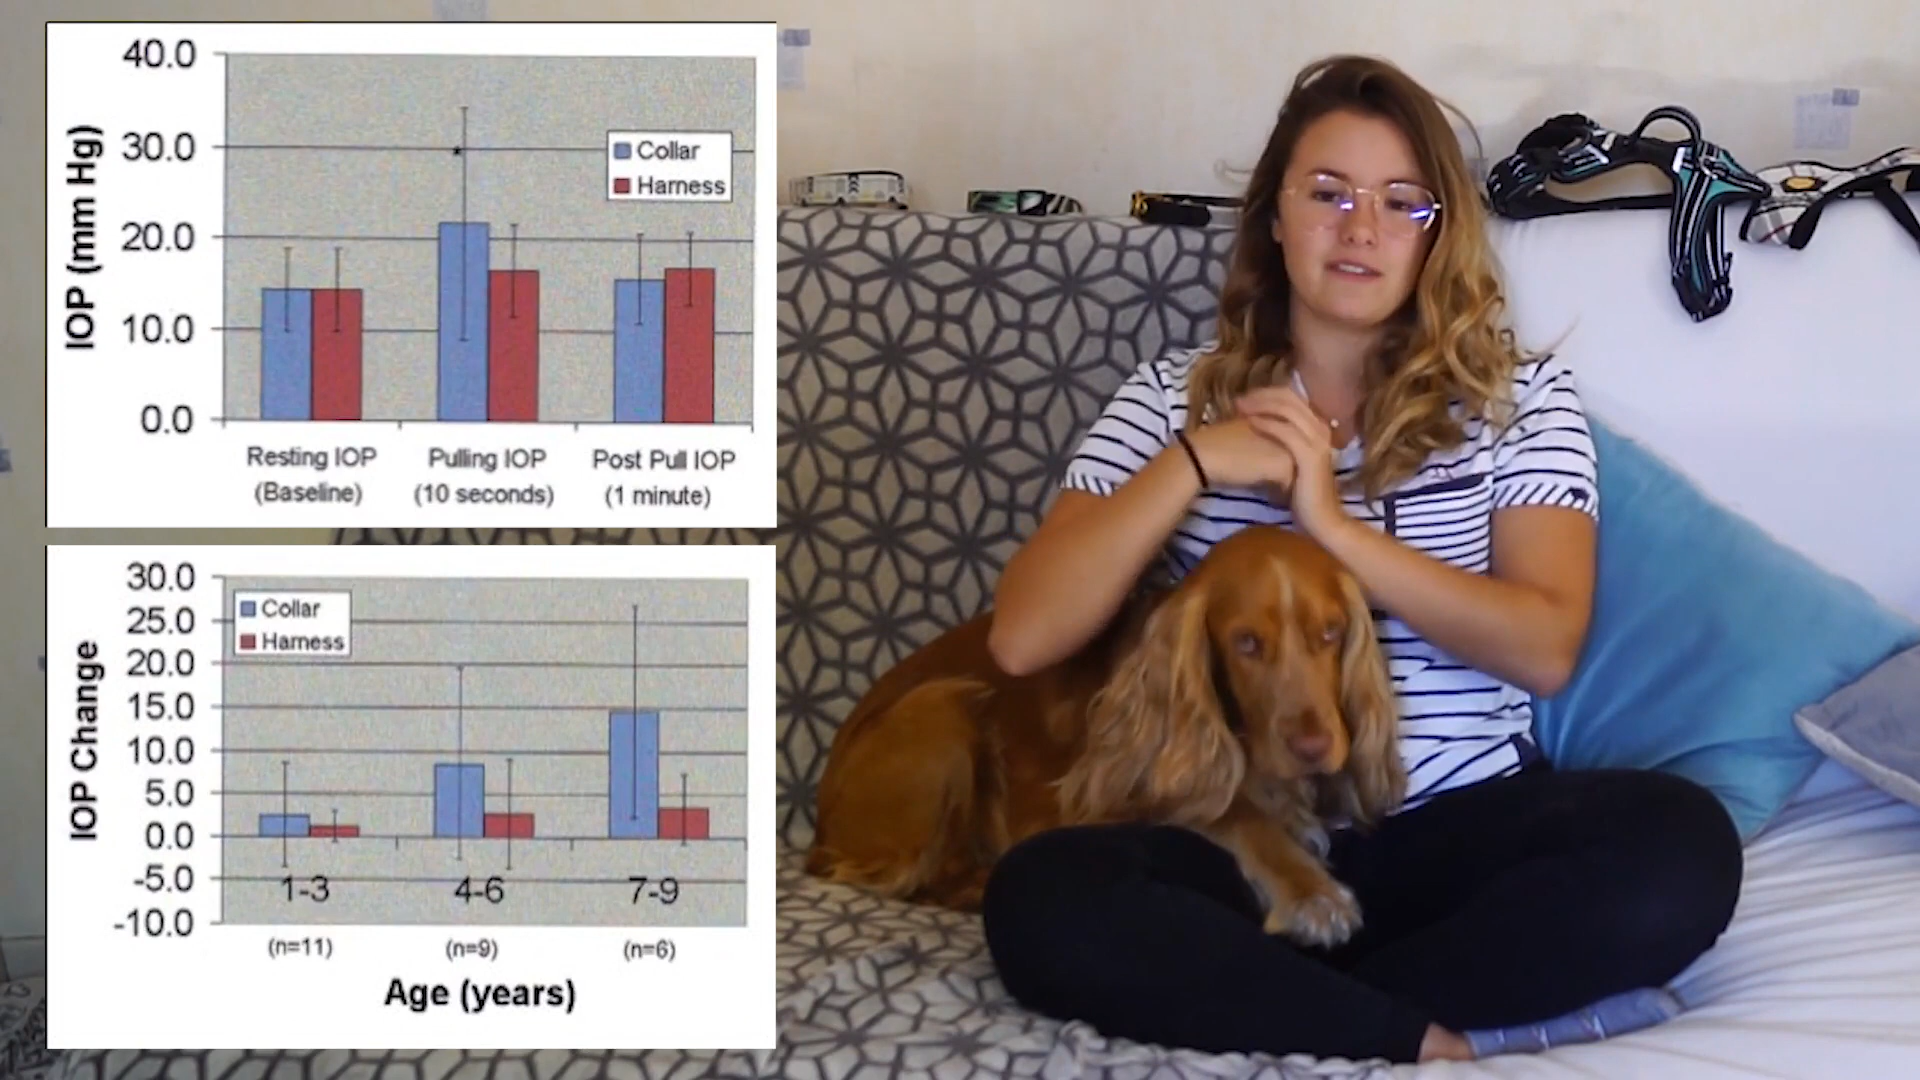 40.0
30.0
20.0
10.0
0.0
IOP (mm Hg)
Collar
Harness
Resting IOP
(Baseline)
Pulling IOP
(10 seconds)
Post Pull IOP
(1 minute)
30.0
25.0
20.0
15.0
10.0
5.0
0.0
-5.0
-10.0
IOP Change
Collar
Harness
1-3
4-6
7-9
(n=11)
(n=9)
(n=6)
Age (years)